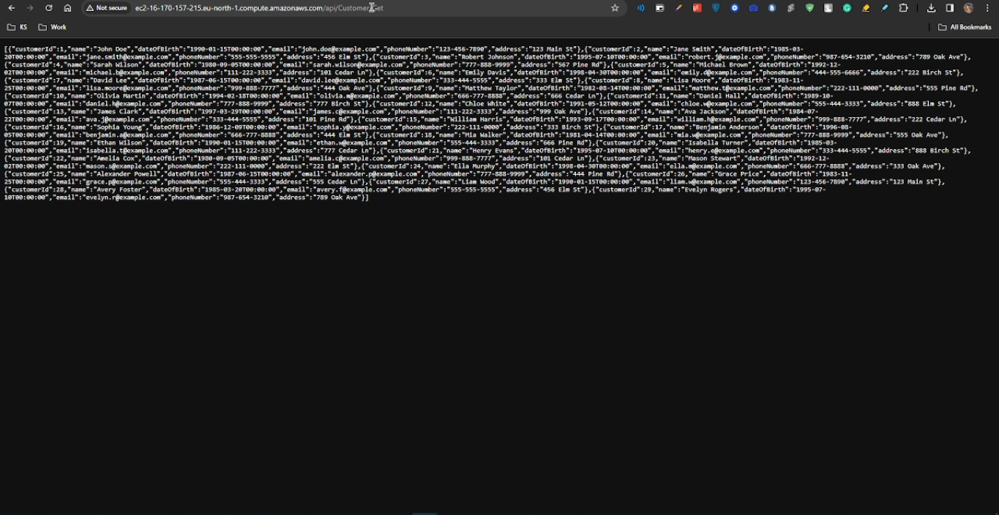 Not secure ec2-16-170-157-215.eu-north-1.compute.amazonaws.com/api/Customer
KS Work All Bookmarks
[{"customerId":1,"name":"John Doe","dateOfBirth":"1990-01-15T00:00:00","email":"john.doe@example.com","phoneNumber":"123-456-7890","address":"123 Main St"},{"customerId":2,"name":"Jane Smith","dateOfBirth":"1985-03-
20T00:00:00","email":"jane.smith@example.com","phoneNumber":"555-555-5555","address":"456 Elm St"},{"customerId":3,"name":"Robert Johnson","dateOfBirth":"1995-07-10T00:00:00","email":"robert.j@example.com","phoneNumber":"987-654-3210","address":"789 Oak Ave"},
{"customerId":4,"name":"Sarah Wilson","dateOfBirth":"1980-09-05T00:00:00","email":"sarah.wilson@example.com","phoneNumber":"777-888-9999","address":"567 Pine Rd"},{"customerId":5,"name":"Michael Brown","dateOfBirth":"1992-12-
02T00:00:00","email":"michael.b@example.com","phoneNumber":"111-222-3333","address":"101 Cedar Ln"},{"customerId":6,"name":"Emily Davis","dateOfBirth":"1998-04-30T00:00:00","email":"emily.d@example.com","phoneNumber":"444-555-6666","address":"222 Birch St"},
{"customerId":7,"name":"David Lee","dateOfBirth":"1987-06-15T00:00:00","email":"david.lee@example.com","phoneNumber":"333-444-5555","address":"333 Elm St"},{"customerId":8,"name":"Lisa Moore","dateOfBirth":"1983-11-
25T00:00:00","email":"lisa.moore@example.com","phoneNumber":"999-888-7777","address":"444 Oak Ave"},{"customerId":9,"name":"Matthew Taylor","dateOfBirth":"1982-08-14T00:00:00","email":"matthew.t@example.com","phoneNumber":"222-111-0000","address":"555 Pine Rd"},
{"customerId":10,"name":"Olivia Martin","dateOfBirth":"1994-02-18T00:00:00","email":"olivia.m@example.com","phoneNumber":"666-777-8888","address":"666 Cedar Ln"},{"customerId":11,"name":"Daniel Hall","dateOfBirth":"1989-10-
07T00:00:00","email":"daniel.h@example.com","phoneNumber":"777-888-9999","address":"777 Birch St"},{"customerId":12,"name":"Chloe White","dateOfBirth":"1991-05-12T00:00:00","email":"chloe.w@example.com","phoneNumber":"555-444-3333","address":"888 Elm St"},
{"customerId":13,"name":"James Clark","dateOfBirth":"1997-03-29T00:00:00","email":"james.c@example.com","phoneNumber":"111-222-3333","address":"999 Oak Ave"},{"customerId":14,"name":"Ava Jackson","dateOfBirth":"1984-07-
22T00:00:00","email":"ava.j@example.com","phoneNumber":"333-444-5555","address":"101 Pine Rd"},{"customerId":15,"name":"William Harris","dateOfBirth":"1993-09-17T00:00:00","email":"william.h@example.com","phoneNumber":"999-888-7777","address":"222 Cedar Ln"},
{"customerId":16,"name":"Sophia Young","dateOfBirth":"1986-12-09T00:00:00","email":"sophia.y@example.com","phoneNumber":"222-111-0000","address":"333 Birch St"},{"customerId":17,"name":"Benjamin Anderson","dateOfBirth":"1996-08-
05T00:00:00","email":"benjamin.a@example.com","phoneNumber":"666-777-8888","address":"444 Elm St"},{"customerId":18,"name":"Mia Walker","dateOfBirth":"1981-04-14T00:00:00","email":"mia.w@example.com","phoneNumber":"777-888-9999","address":"555 Oak Ave"},
{"customerId":19,"name":"Ethan Wilson","dateOfBirth":"1990-01-15T00:00:00","email":"ethan.w@example.com","phoneNumber":"555-444-3333","address":"666 Pine Rd"},{"customerId":20,"name":"Isabella Turner","dateOfBirth":"1985-03-
20T00:00:00","email":"isabella.t@example.com","phoneNumber":"111-222-3333","address":"777 Cedar Ln"},{"customerId":21,"name":"Henry Evans","dateOfBirth":"1995-07-10T00:00:00","email":"henry.e@example.com","phoneNumber":"333-444-5555","address":"888 Birch St"},
{"customerId":22,"name":"Amelia Cox","dateOfBirth":"1980-09-05T00:00:00","email":"amelia.c@example.com","phoneNumber":"999-888-7777","address":"101 Cedar Ln"},{"customerId":23,"name":"Mason Stewart","dateOfBirth":"1992-12-
02T00:00:00","email":"mason.s@example.com","phoneNumber":"222-111-0000","address":"222 Elm St"},{"customerId":24,"name":"Ella Murphy","dateOfBirth":"1998-04-30T00:00:00","email":"ella.m@example.com","phoneNumber":"666-777-8888","address":"333 Oak Ave"},
{"customerId":25,"name":"Alexander Powell","dateOfBirth":"1987-06-15T00:00:00","email":"alexander.p@example.com","phoneNumber":"777-888-9999","address":"444 Pine Rd"},{"customerId":26,"name":"Grace Price","dateOfBirth":"1983-11-
25T00:00:00","email":"grace.p@example.com","phoneNumber":"555-444-3333","address":"555 Cedar Ln"},{"customerId":27,"name":"Liam Wood","dateOfBirth":"1990-01-15T00:00:00","email":"liam.w@example.com","phoneNumber":"123-456-7890","address":"123 Main St"},
{"customerId":28,"name":"Avery Foster","dateOfBirth":"1985-03-20T00:00:00","email":"avery.f@example.com","phoneNumber":"555-555-5555","address":"456 Elm St"},{"customerId":29,"name":"Evelyn Rogers","dateOfBirth":"1995-07-
10T00:00:00","email":"evelyn.r@example.com","phoneNumber":"987-654-3210","address":"789 Oak Ave"}]